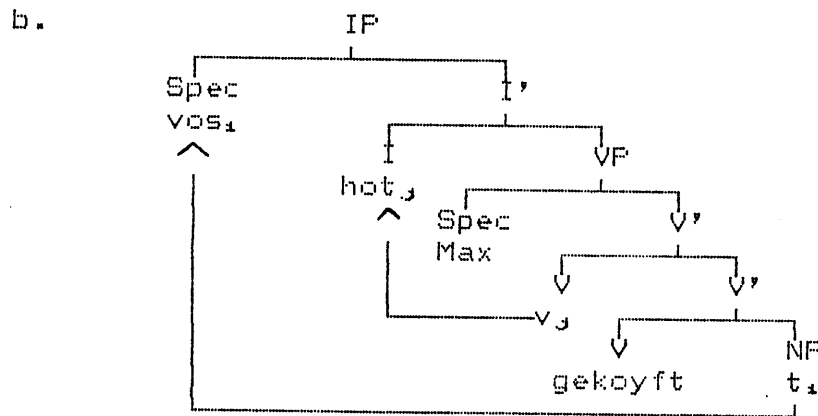 b.
IP
Spec I'
vosᵢ
I VP
hotⱼ Spec V'
Max
V V'
vⱼ V NP
gekoyft tᵢ